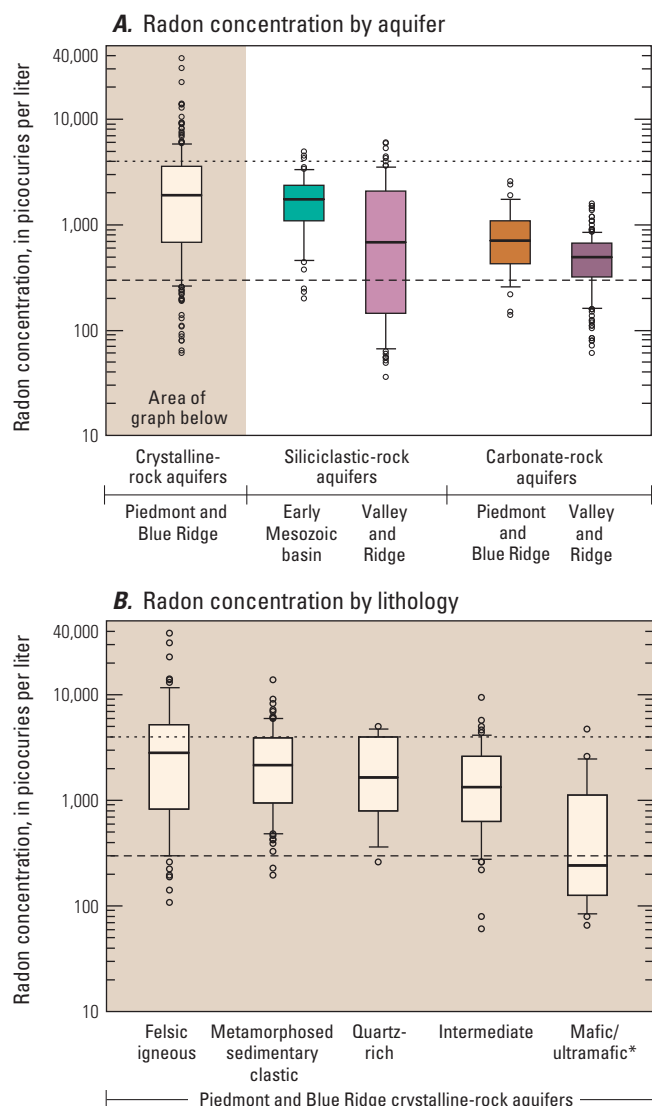 A. Radon concentration by aquifer
Radon concentration, in picocuries per liter
40,000
10,000
1,000
100
10
Area of
graph below
Crystalline-
rock aquifers
Siliciclastic-rock
aquifers
Carbonate-rock
aquifers
Piedmont and
Blue Ridge
Early
Mesozoic
basin
Valley
and
Ridge
Piedmont
and
Blue Ridge
Valley
and
Ridge
B. Radon concentration by lithology
Radon concentration, in picocuries per liter
40,000
10,000
1,000
100
10
Felsic
igneous
Metamorphosed
sedimentary
clastic
Quartz-
rich
Intermediate
Mafic/
ultramafic*
Piedmont and Blue Ridge crystalline-rock aquifers